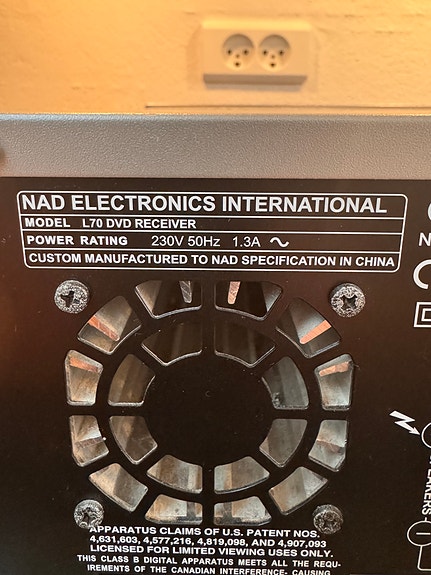 NAD ELECTRONICS INTERNATIONAL
MODEL L70 DVD RECEIVER
POWER RATING 230V 50Hz 1.3A ~
CUSTOM MANUFACTURED TO NAD SPECIFICATION IN CHINA
APPARATUS CLAIMS OF U.S. PATENT NOS.
4,631,603, 4,577,216, 4,819,098, AND 4,907,093
LICENSED FOR LIMITED VIEWING USES ONLY.
THIS CLASS B DIGITAL APPARATUS MEETS ALL THE REQU-
IREMENTS OF THE CANADIAN INTERFERENCE- CAUSING